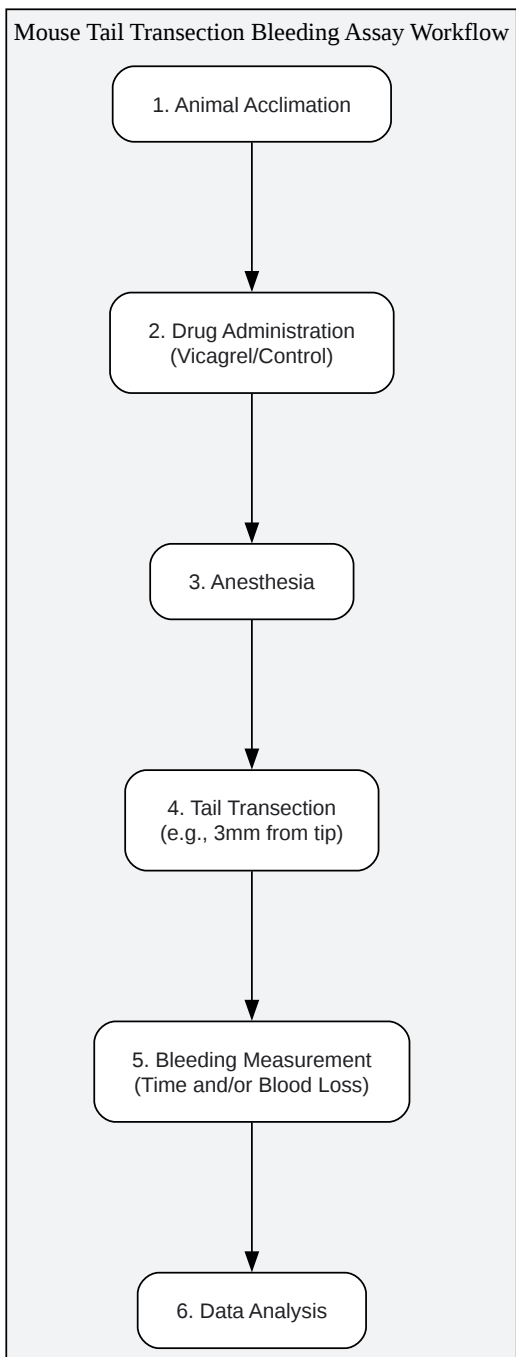 Mouse Tail Transection Bleeding Assay Workflow
1. Animal Acclimation
2. Drug Administration
(Vicagrel/Control)
3. Anesthesia
4. Tail Transection
(e.g., 3mm from tip)
5. Bleeding Measurement
(Time and/or Blood Loss)
6. Data Analysis